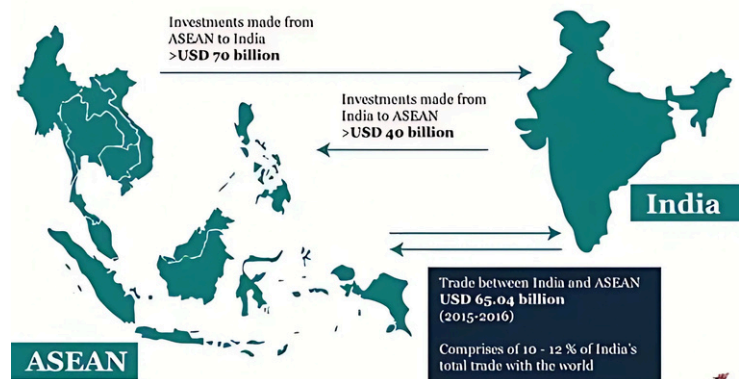 Investments made from
ASEAN to India
>USD 70 billion
Investments made from
India to ASEAN
>USD 40 billion
India
Trade between India and ASEAN
USD 65.04 billion
(2015-2016)
Comprises of 10 - 12 % of India's
total trade with the world
ASEAN